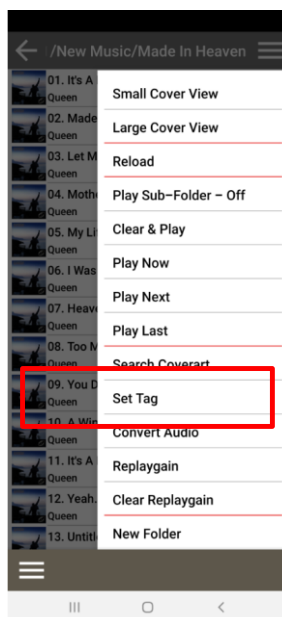 /New Music/Made In Heaven
01. It's A
Queen
02. Made
Queen
03. Let M
Queen
04. Mothe
Queen
05. My Li
Queen
06. I Was
Queen
07. Heave
Queen
08. Too M
Queen
09. You D
Queen
10. A Win
Queen
11. It's A
Queen
12. Yeah.
Queen
13. Untitl
Small Cover View
Large Cover View
Reload
Play Sub-Folder - Off
Clear & Play
Play Now
Play Next
Play Last
Search Coverart
Set Tag
Convert Audio
Replaygain
Clear Replaygain
New Folder